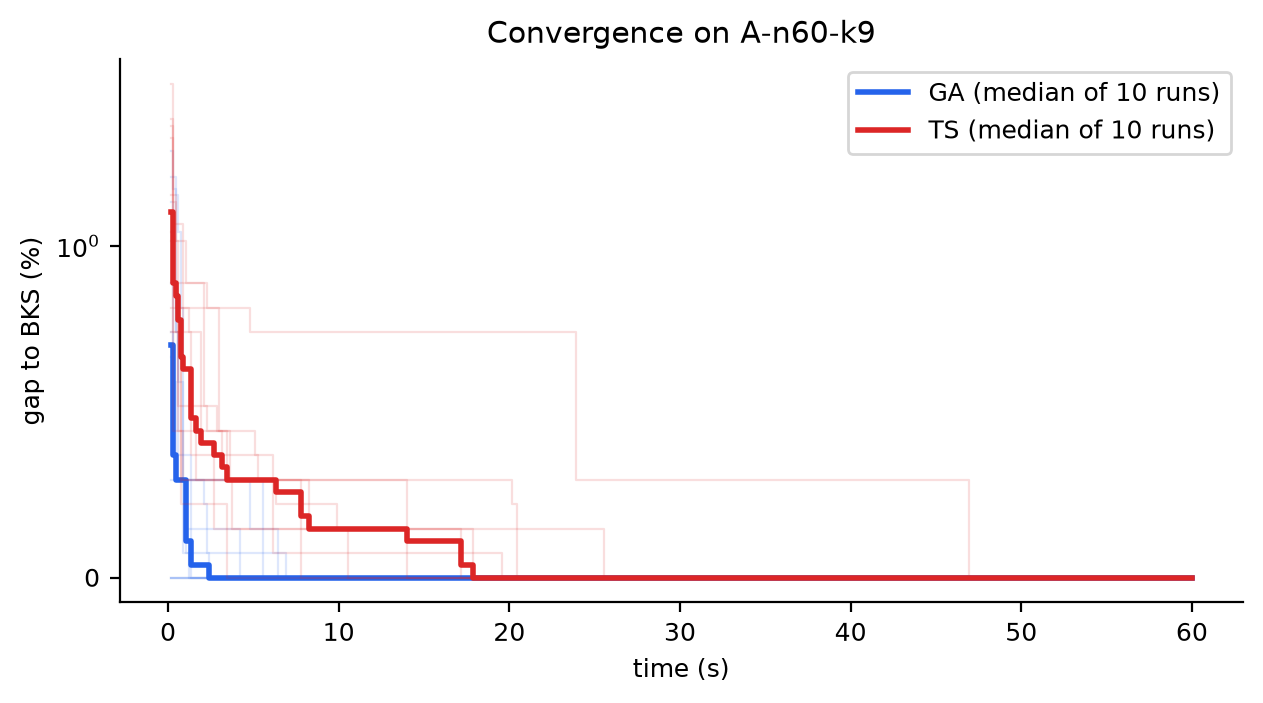 Convergence on A-n60-k9
GA (median of 10 runs)
TS (median of 10 runs)
gap to BKS (%)
10⁰
0
0 10 20 30 40 50 60
time (s)